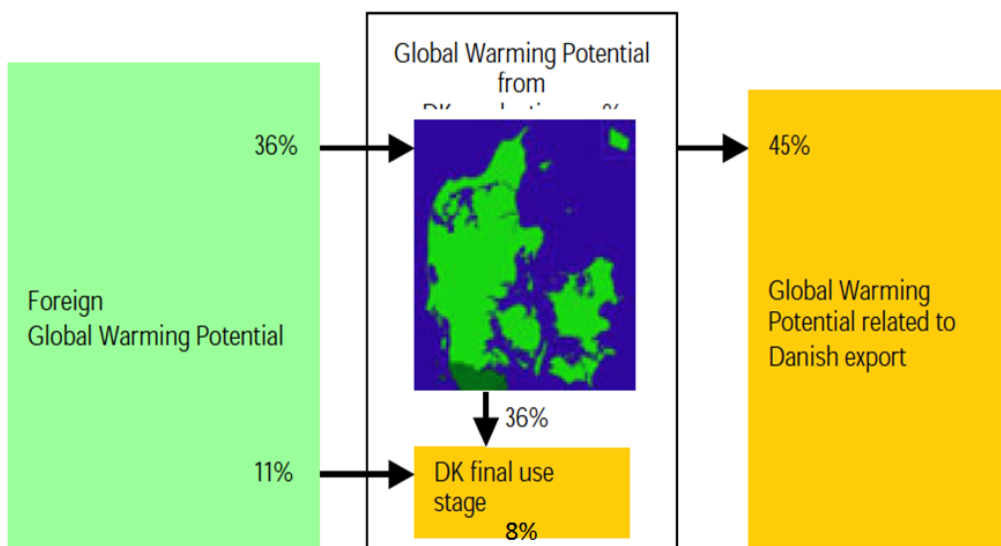 Global Warming Potential
from
36%
45%
Foreign
Global Warming Potential
Global Warming
Potential related to
Danish export
36%
11%
DK final use
stage
8%